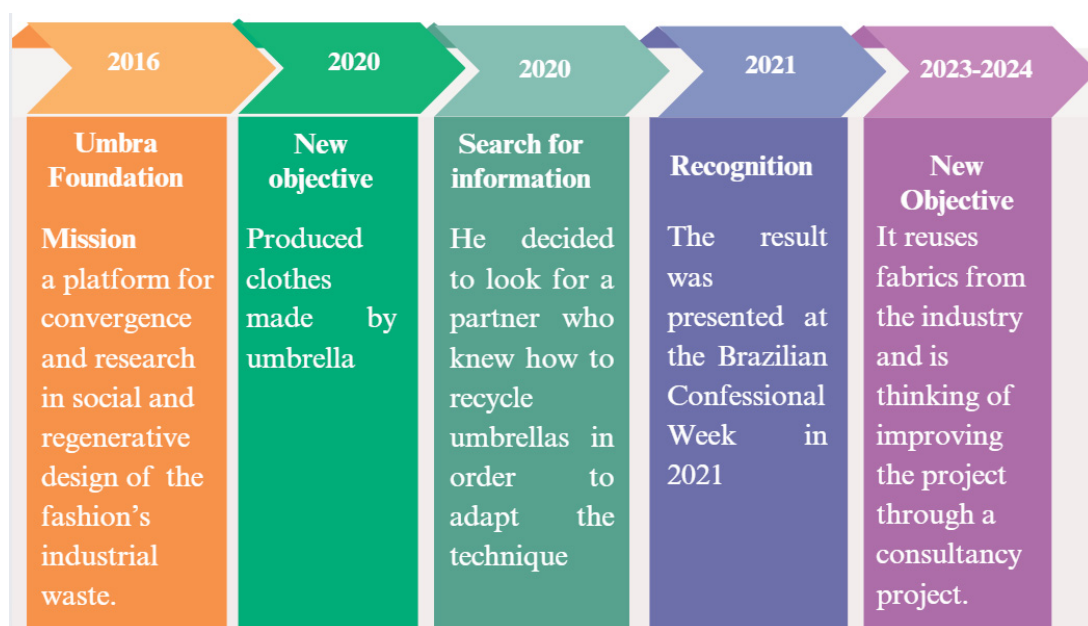 2016
Umbra
Foundation
Mission
a platform for
convergence
and research
in social and
regenerative
design of the
fashion's
industrial
waste.
2020
New
objective
Produced
clothes
made by
umbrella
2020
Search for
information
He decided
to look for a
partner who
knew how to
recycle
umbrellas in
order to
adapt the
technique
2021
Recognition
The result
was
presented at
the Brazilian
Confessional
Week in
2021
2023-2024
New
Objective
It reuses
fabrics from
the industry
and is
thinking of
improving
the project
through a
consultancy
project.